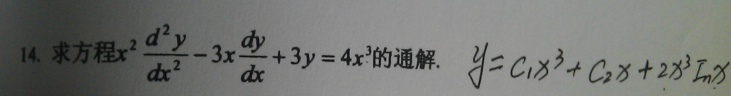 14. 求方程x² d²y/dx² − 3x dy/dx + 3y = 4x³的通解. y = C₁x³ + C₂x + 2x³Inx